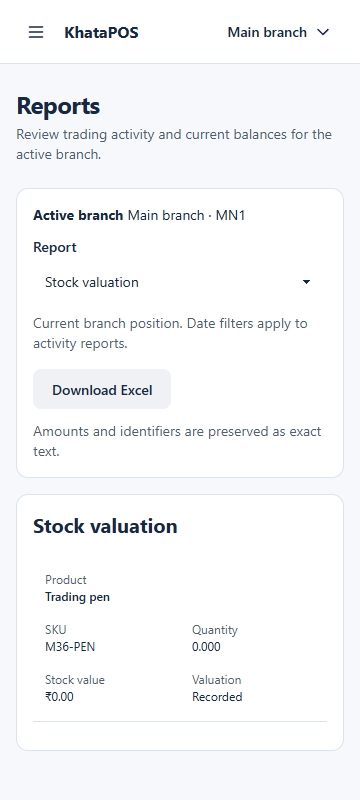 KhataPOS
Main branch
Reports
Review trading activity and current balances for the
active branch.
Active branch Main branch · MN1
Report
Stock valuation
Current branch position. Date filters apply to
activity reports.
Download Excel
Amounts and identifiers are preserved as exact
text.
Stock valuation
Product
Trading pen
SKU
Quantity
M36-PEN
0.000
Stock value
Valuation
₹0.00
Recorded